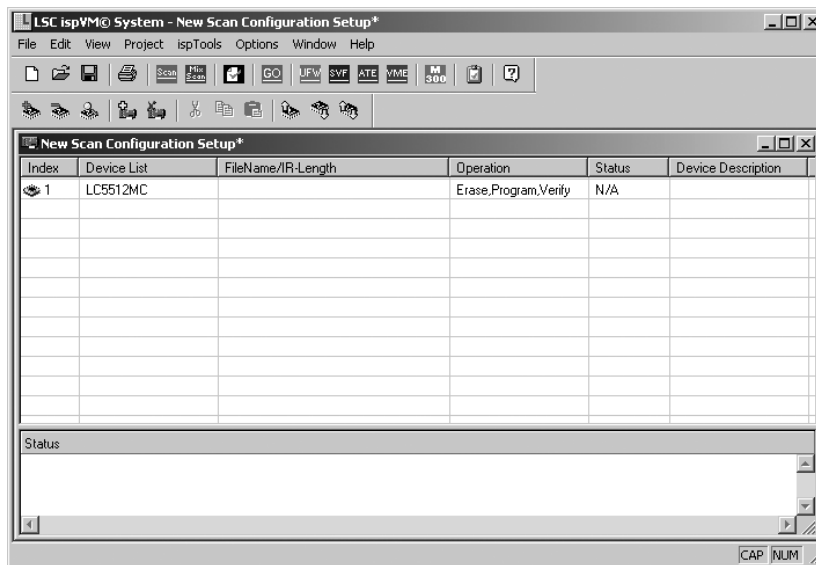 LSC ispVM© System - New Scan Configuration Setup*
File Edit View Project ispTools Options Window Help
Scan Mix Scan GO UFW SVF ATE VME M 300
New Scan Configuration Setup*
Index Device List FileName/IR-Length Operation Status Device Description
1 LC5512MC Erase,Program,Verify N/A
Status
CAP NUM